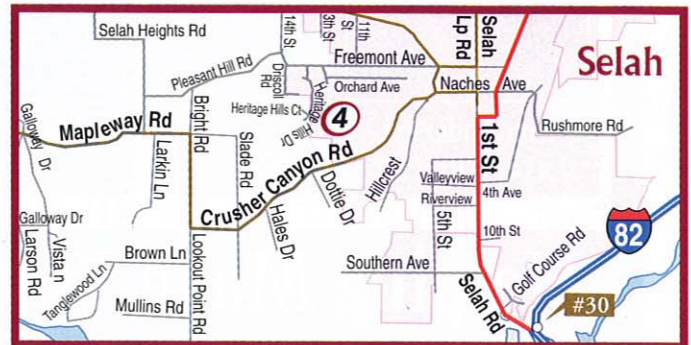 Selah Heights Rd
14th St
3th St
11th St
Selah Lp Rd
Selah
Freemont Ave
Pleasant Hill Rd
Driscoll Rd
Heritage Hills Dr
Orchard Ave
Naches Ave
Heritage Hills Ct
4
Galloway Dr
Mapleway Rd
Bright Rd
Slade Rd
Larkin Ln
Crusher Canyon Rd
Dottie Dr
Hillcrest
1st St
Rushmore Rd
Valleyview
4th Ave
Riverview
5th St
10th St
Hales Dr
Galloway Dr
Larson Rd
Vista n
Brown Ln
Tanglewood Ln
Mullins Rd
Lookout Point Rd
Southern Ave
Selah Rd
Golf Course Rd
82
#30